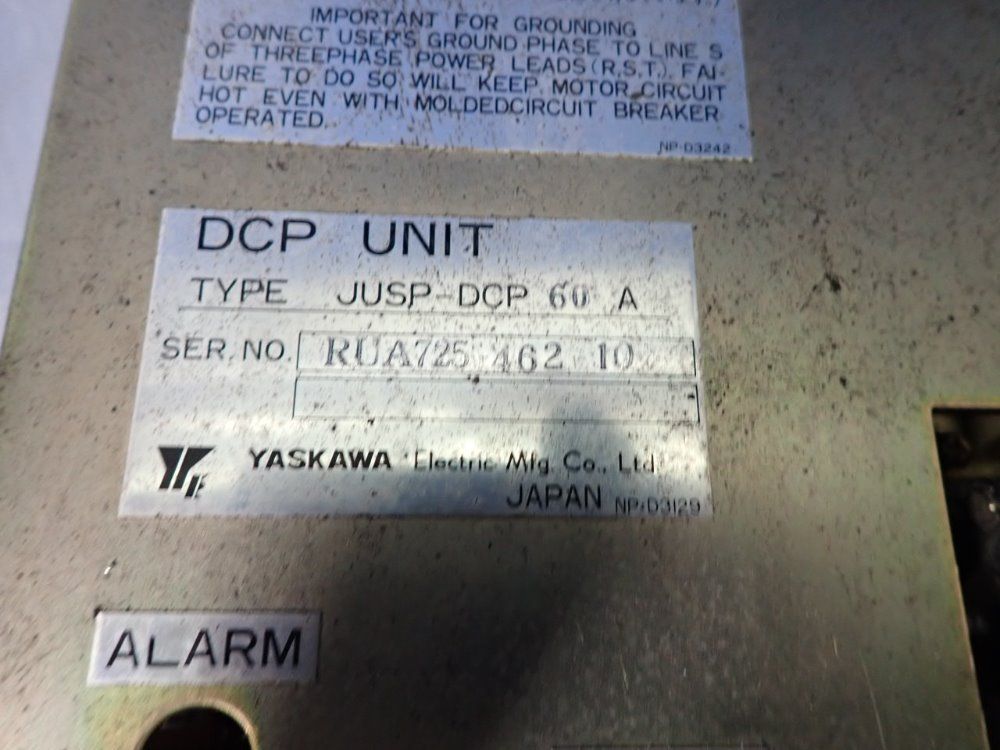 IMPORTANT FOR GROUNDING
CONNECT USER'S GROUND PHASE TO LINE S
OF THREEPHASE POWER LEADS (R,S,T). FAI-
LURE TO DO SO WILL KEEP MOTOR CIRCUIT
HOT EVEN WITH MOLDEDCIRCUIT BREAKER
OPERATED.
NP-D3242
DCP UNIT
TYPE JUSP-DCP 60 A
SER. NO. RUA725 462 10
YASKAWA Electric Mfg. Co., Ltd.
JAPAN NP-D3129
ALARM